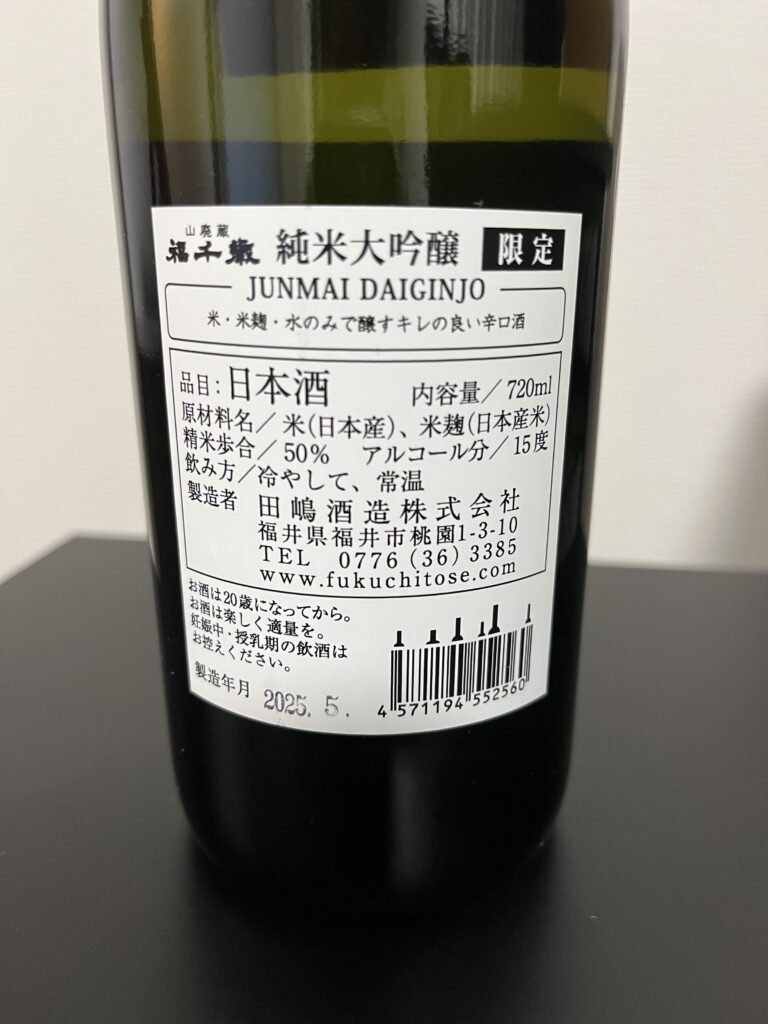 山廃蔵
福千歳 純米大吟醸 限定
JUNMAI DAIGINJO
米・米麹・水のみで醸すキレの良い辛口酒
品目:日本酒 内容量/720ml
原材料名/米(日本産)、米麹(日本産米)
精米歩合/50% アルコール分/15度
飲み方/冷やして、常温
製造者 田嶋酒造株式会社
福井県福井市桃園1-3-10
TEL 0776(36)3385
www.fukuchitose.com
お酒は20歳になってから。
お酒は楽しく適量を。
妊娠中・授乳期の飲酒は
お控えください。
製造年月 2025.5.
4571194552560